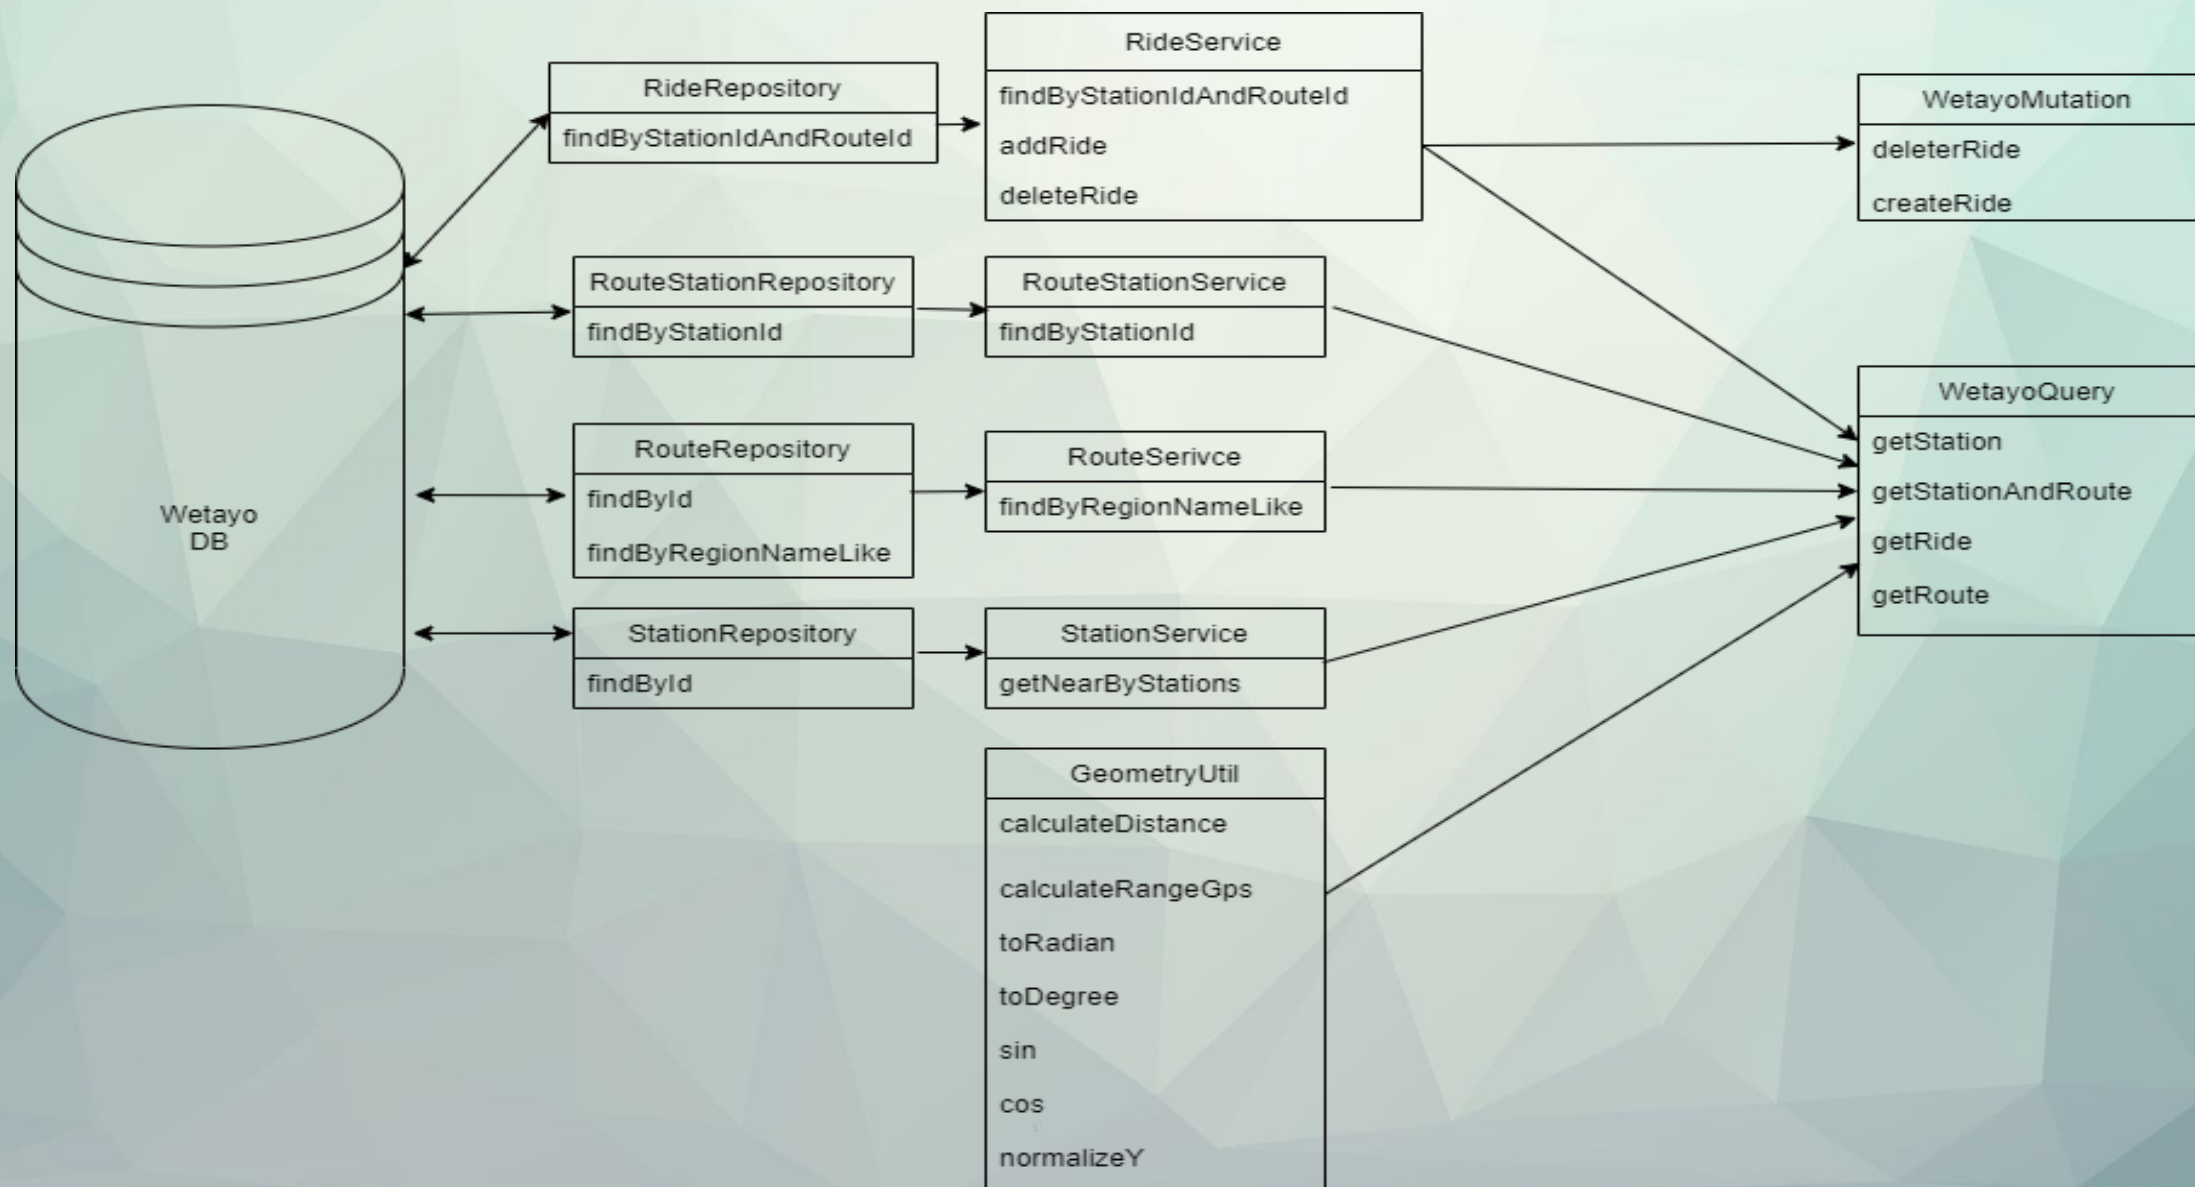 Wetayo
DB
RideRepository
findByStationIdAndRouteId
RouteStationRepository
findByStationId
RouteRepository
findById
findByRegionNameLike
StationRepository
findById
RideService
findByStationIdAndRouteId
addRide
deleteRide
RouteStationService
findByStationId
RouteSerivce
findByRegionNameLike
StationService
getNearByStations
GeometryUtil
calculateDistance
calculateRangeGps
toRadian
toDegree
sin
cos
normalizeY
WetayoMutation
deleterRide
createRide
WetayoQuery
getStation
getStationAndRoute
getRide
getRoute